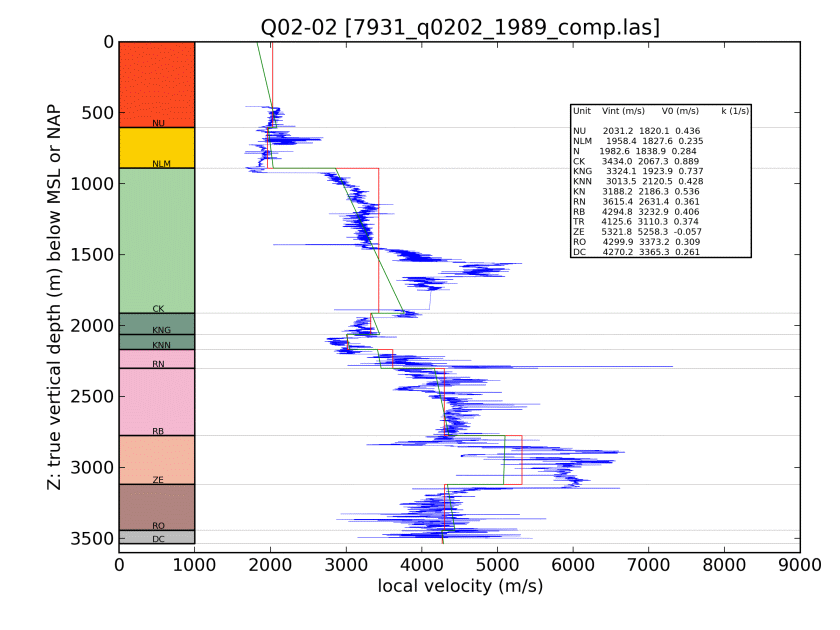 Q02-02 [7931_q0202_1989_comp.las]
Z: true vertical depth (m) below MSL or NAP
0
500
1000
1500
2000
2500
3000
3500
NU
NLM
CK
KNG
KNN
RN
RB
ZE
RO
DC
Unit Vint (m/s) V0 (m/s) k (1/s)
NU 2031.2 1820.1 0.436
NLM 1958.4 1827.6 0.235
N 1982.6 1838.9 0.284
CK 3434.0 2067.3 0.889
KNG 3324.1 1923.9 0.737
KNN 3013.5 2120.5 0.428
KN 3188.2 2186.3 0.536
RN 3615.4 2631.4 0.361
RB 4294.8 3232.9 0.406
TR 4125.6 3110.3 0.374
ZE 5321.8 5258.3 -0.057
RO 4299.9 3373.2 0.309
DC 4270.2 3365.3 0.261
0 1000 2000 3000 4000 5000 6000 7000 8000 9000
local velocity (m/s)